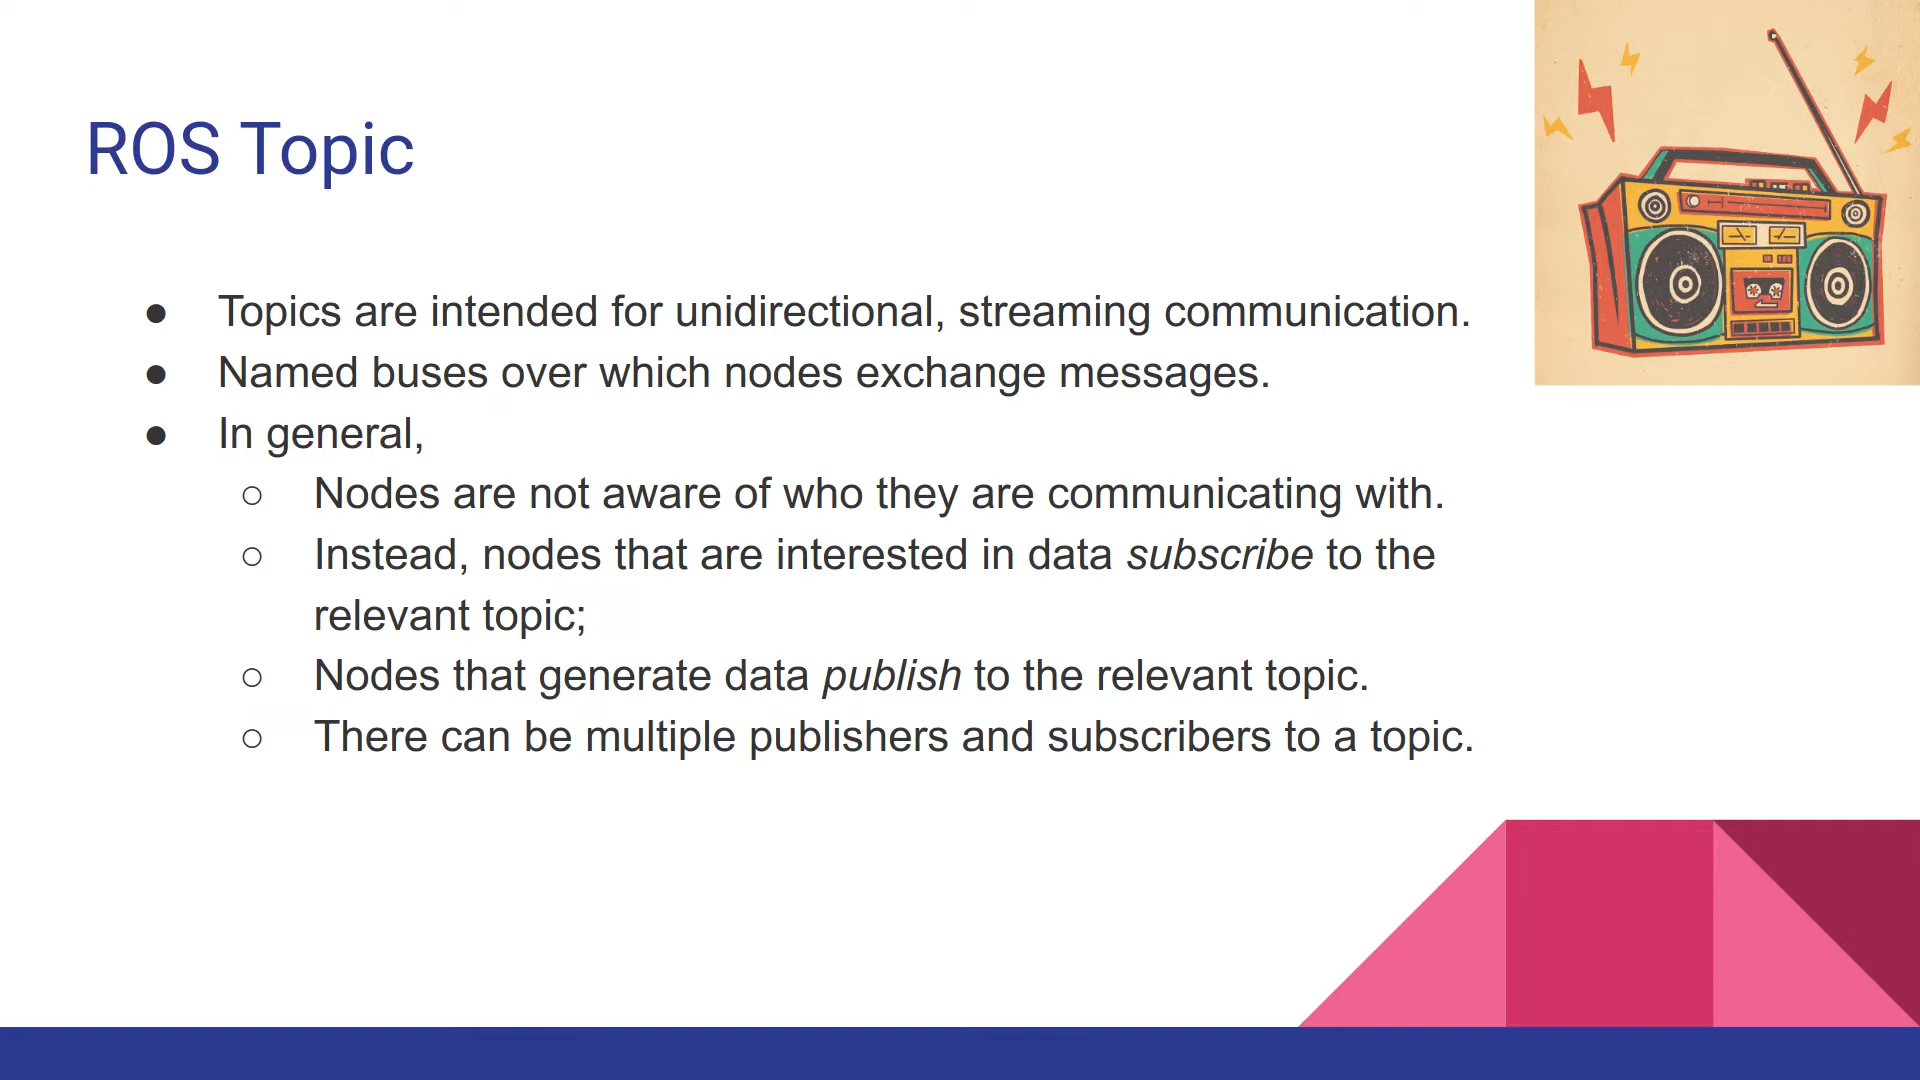 ROS Topic
● Topics are intended for unidirectional, streaming communication.
● Named buses over which nodes exchange messages.
● In general,
○ Nodes are not aware of who they are communicating with.
○ Instead, nodes that are interested in data subscribe to the
relevant topic;
○ Nodes that generate data publish to the relevant topic.
○ There can be multiple publishers and subscribers to a topic.